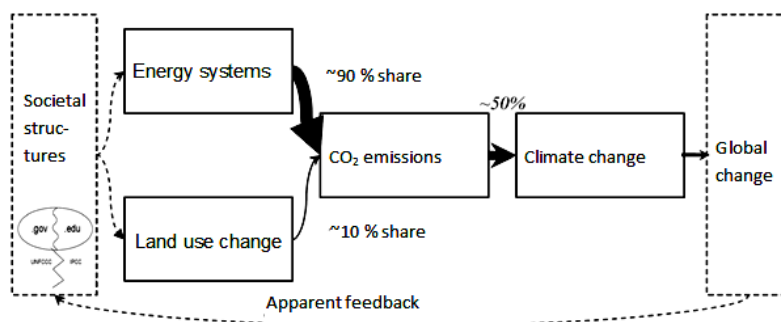 Societal
struc-
tures
.gov
.edu
UNFCCC
IPCC
Energy systems
~90 % share
Land use change
~10 % share
CO₂ emissions
~50%
Climate change
Global
change
Apparent feedback